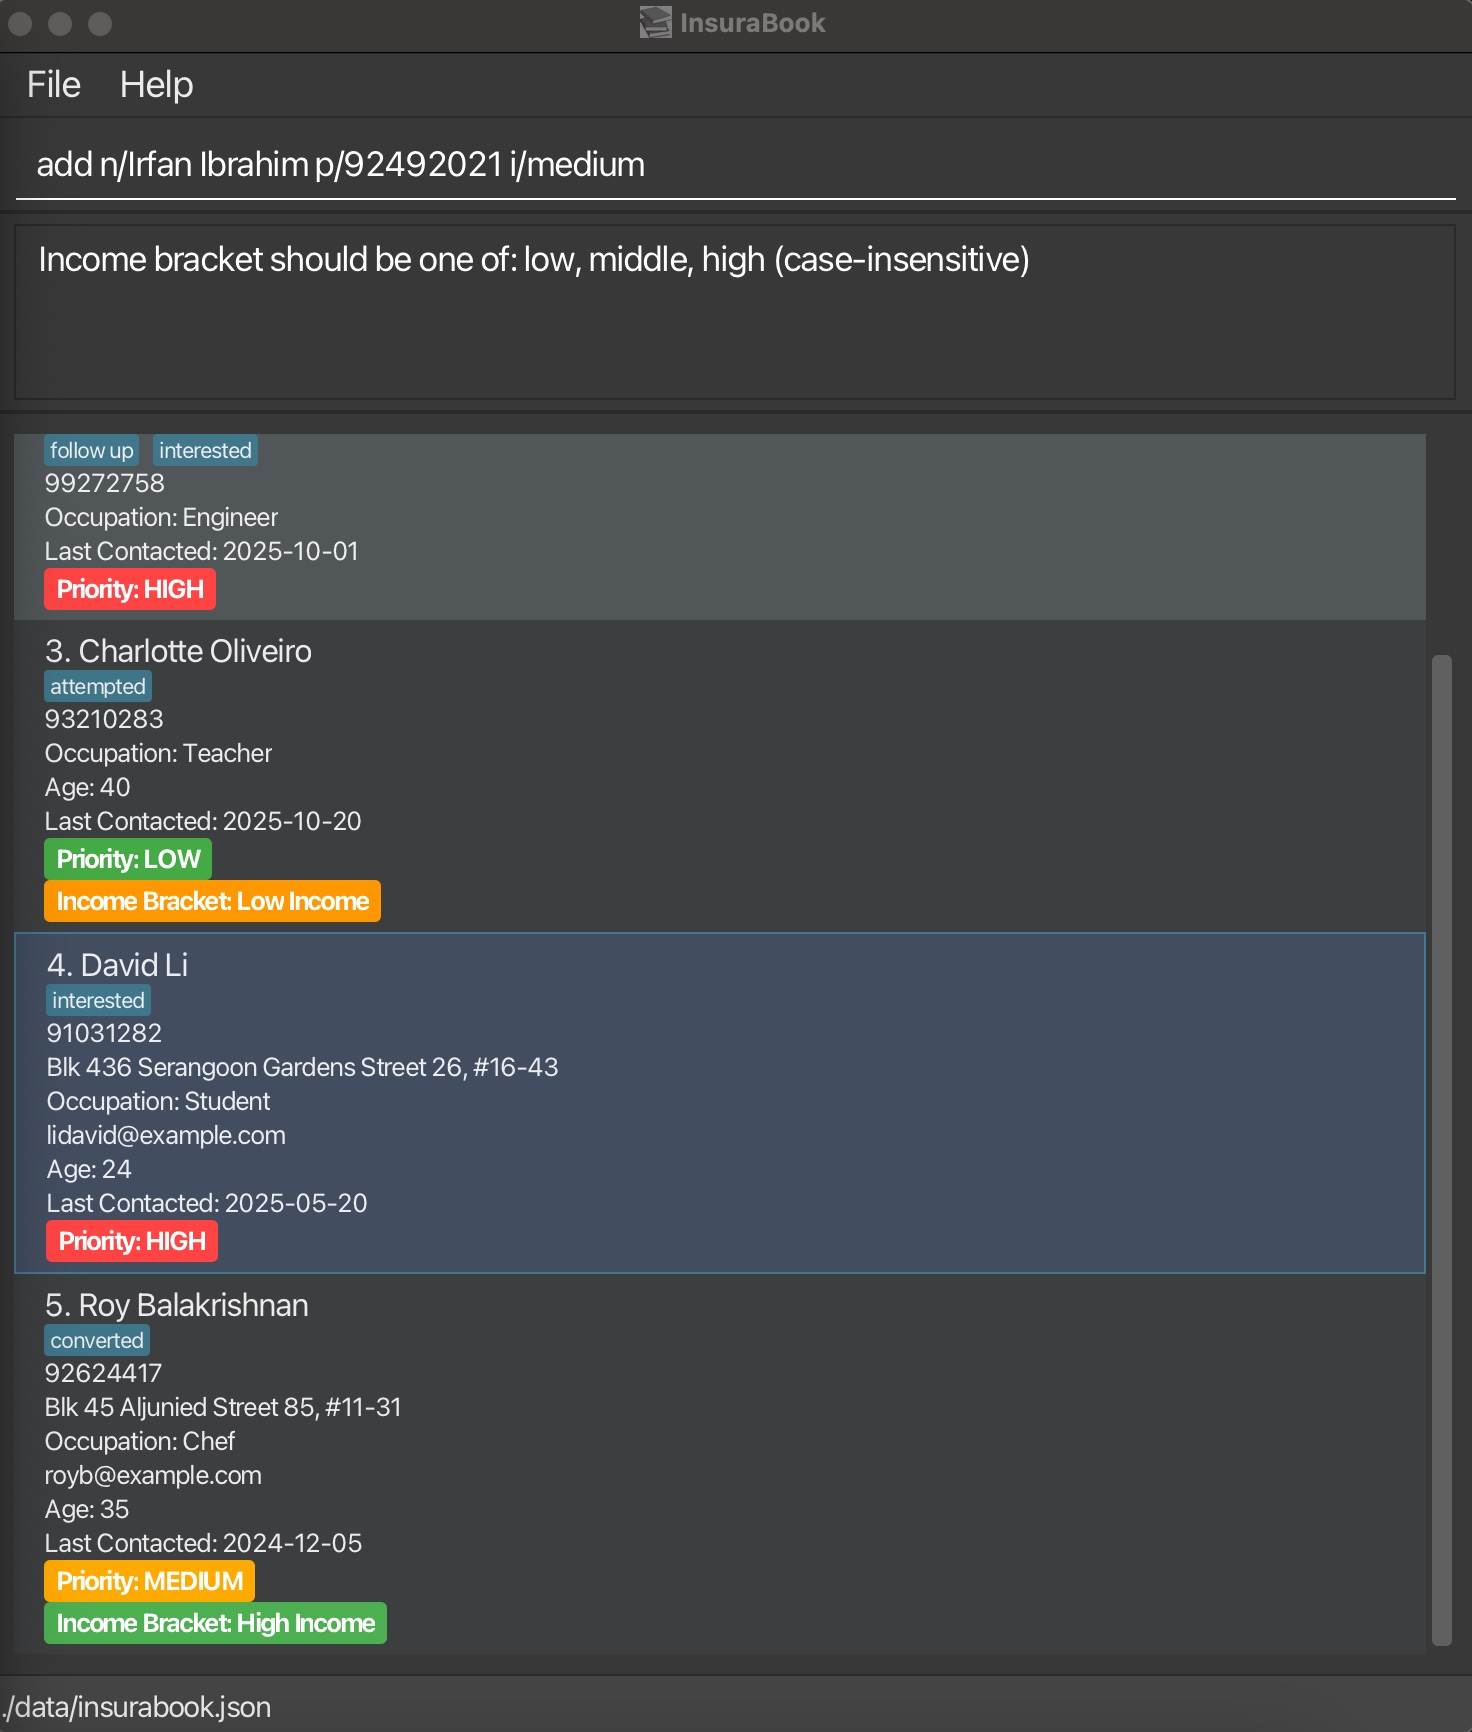 InsuraBook
File Help
add n/Irfan Ibrahim p/92492021 i/medium
Income bracket should be one of: low, middle, high (case-insensitive)
follow up interested
99272758
Occupation: Engineer
Last Contacted: 2025-10-01
Priority: HIGH
3. Charlotte Oliveiro
attempted
93210283
Occupation: Teacher
Age: 40
Last Contacted: 2025-10-20
Priority: LOW
Income Bracket: Low Income
4. David Li
interested
91031282
Blk 436 Serangoon Gardens Street 26, #16-43
Occupation: Student
lidavid@example.com
Age: 24
Last Contacted: 2025-05-20
Priority: HIGH
5. Roy Balakrishnan
converted
92624417
Blk 45 Aljunied Street 85, #11-31
Occupation: Chef
royb@example.com
Age: 35
Last Contacted: 2024-12-05
Priority: MEDIUM
Income Bracket: High Income
./data/insurabook.json